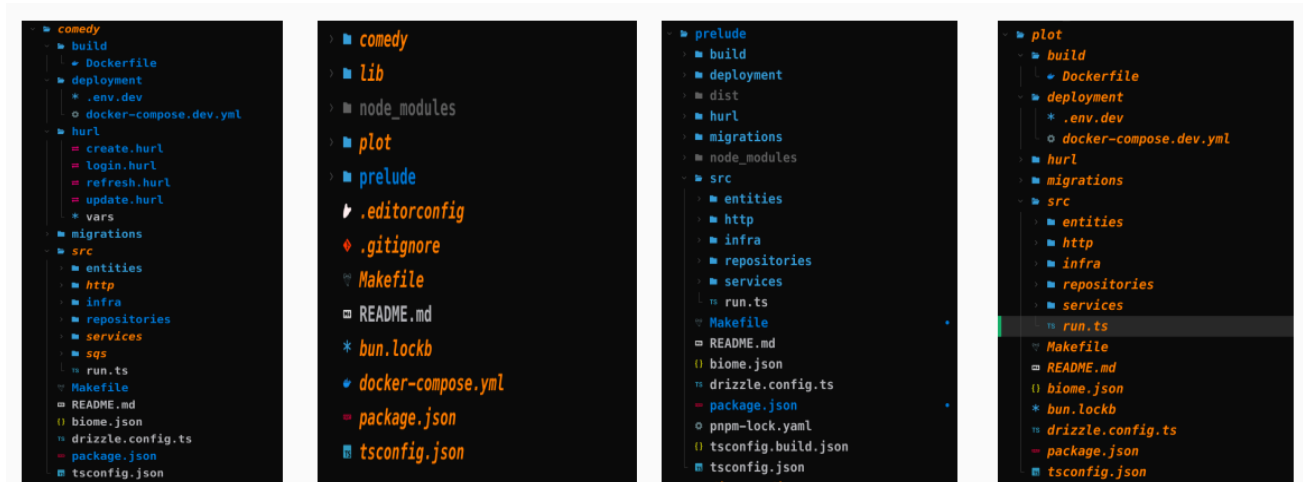 comedy
build
Dockerfile
deployment
.env.dev
docker-compose.dev.yml
hurl
create.hurl
login.hurl
refresh.hurl
update.hurl
vars
migrations
src
entities
http
infra
repositories
services
sqs
TS run.ts
Makefile
README.md
{} biome.json
TS drizzle.config.ts
package.json
tsconfig.json
comedy
lib
node_modules
plot
prelude
.editorconfig
.gitignore
Makefile
README.md
bun.lockb
docker-compose.yml
package.json
tsconfig.json
prelude
build
deployment
dist
hurl
migrations
node_modules
src
entities
http
infra
repositories
services
TS run.ts
Makefile
README.md
{} biome.json
TS drizzle.config.ts
package.json
pnpm-lock.yaml
{} tsconfig.build.json
tsconfig.json
plot
build
Dockerfile
deployment
.env.dev
docker-compose.dev.yml
hurl
migrations
src
entities
http
infra
repositories
services
TS run.ts
Makefile
README.md
{} biome.json
bun.lockb
TS drizzle.config.ts
package.json
tsconfig.json